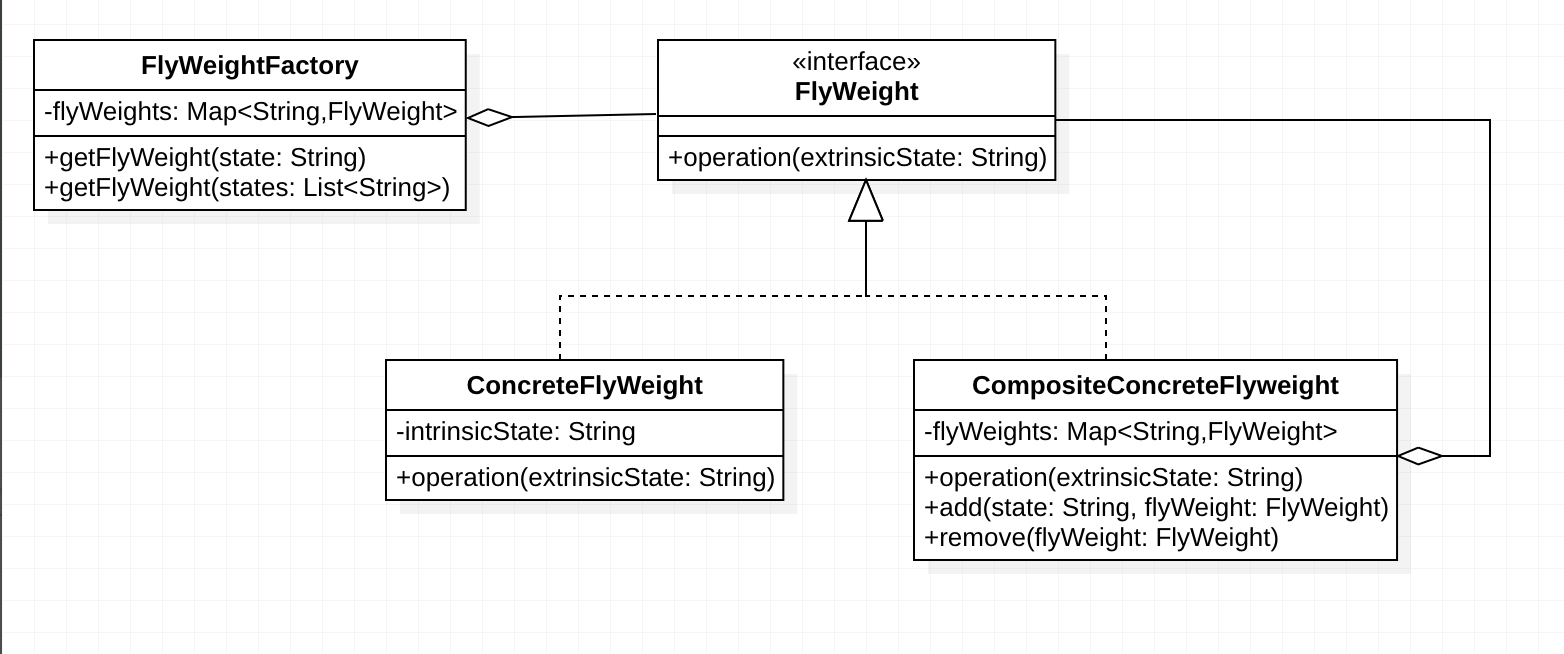 FlyWeightFactory
-flyWeights: Map<String,FlyWeight>
+getFlyWeight(state: String)
+getFlyWeight(states: List<String>)
«interface»
FlyWeight
+operation(extrinsicState: String)
ConcreteFlyWeight
-intrinsicState: String
+operation(extrinsicState: String)
CompositeConcreteFlyweight
-flyWeights: Map<String,FlyWeight>
+operation(extrinsicState: String)
+add(state: String, flyWeight: FlyWeight)
+remove(flyWeight: FlyWeight)